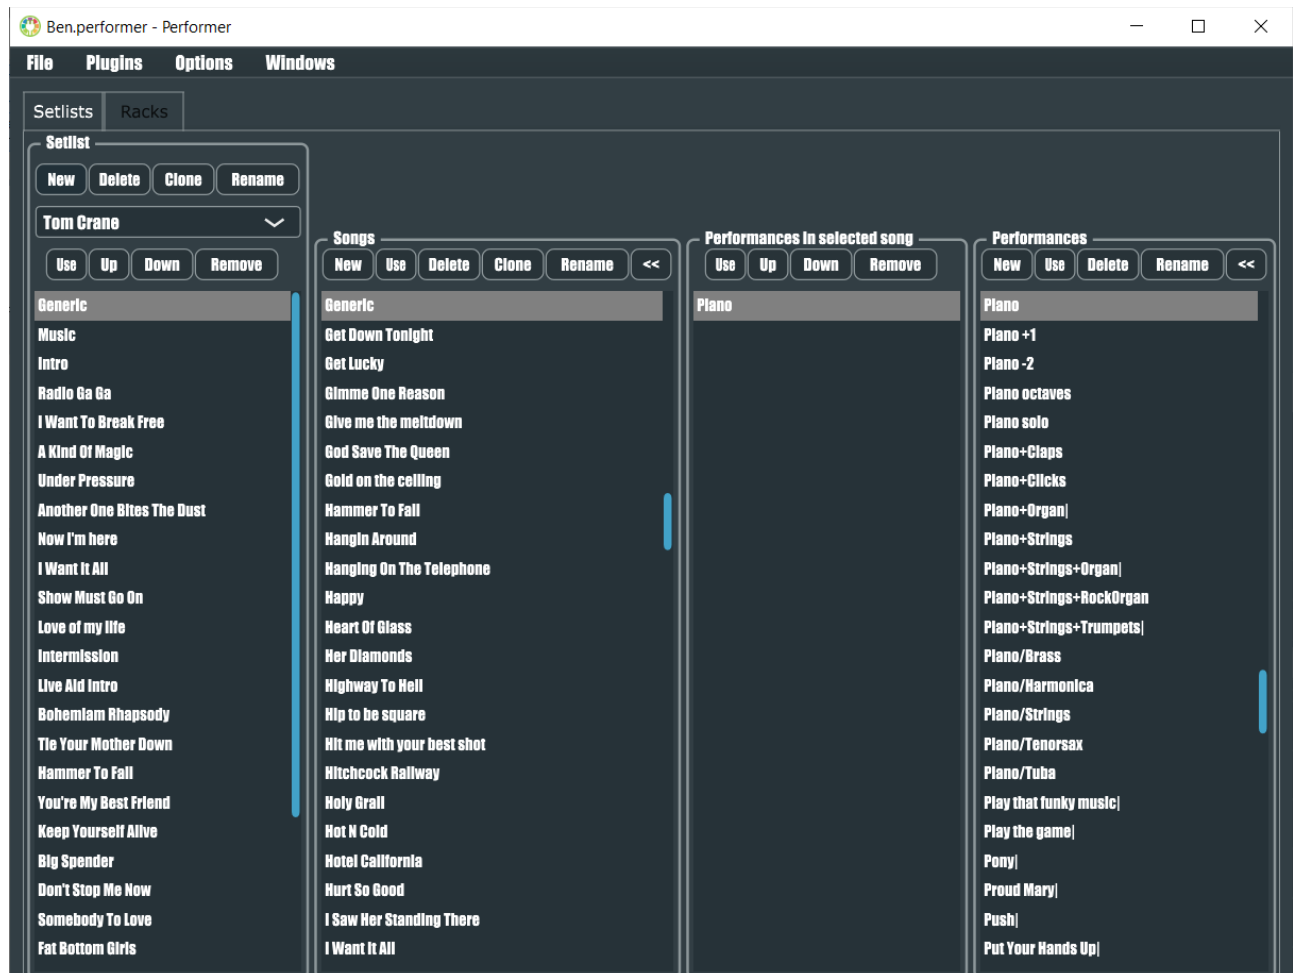 Ben.performer - Performer
File Plugins Options Windows
Setlists Racks
Setlist
New Delete Clone Rename
Tom Crane
Use Up Down Remove
Generic
Music
Intro
Radio Ga Ga
I Want To Break Free
A Kind Of Magic
Under Pressure
Another One Bites The Dust
Now I'm here
I Want It All
Show Must Go On
Love of my life
Intermission
Live Aid Intro
Bohemiam Rhapsody
Tie Your Mother Down
Hammer To Fall
You're My Best Friend
Keep Yourself Alive
Big Spender
Don't Stop Me Now
Somebody To Love
Fat Bottom Girls
Songs
New Use Delete Clone Rename <<
Generic
Get Down Tonight
Get Lucky
Gimme One Reason
Give me the meltdown
God Save The Queen
Gold on the ceiling
Hammer To Fall
Hangin Around
Hanging On The Telephone
Happy
Heart Of Glass
Her Diamonds
Highway To Hell
Hip to be square
Hit me with your best shot
Hitchcock Railway
Holy Grail
Hot N Cold
Hotel California
Hurt So Good
I Saw Her Standing There
I Want It All
Performances in selected song
Use Up Down Remove
Piano
Performances
New Use Delete Rename <<
Piano
Piano +1
Piano -2
Piano octaves
Piano solo
Piano+Claps
Piano+Clicks
Piano+Organ|
Piano+Strings
Piano+Strings+Organ|
Piano+Strings+RockOrgan
Piano+Strings+Trumpets|
Piano/Brass
Piano/Harmonica
Piano/Strings
Piano/Tenorsax
Piano/Tuba
Play that funky music|
Play the game|
Pony|
Proud Mary|
Push|
Put Your Hands Up|